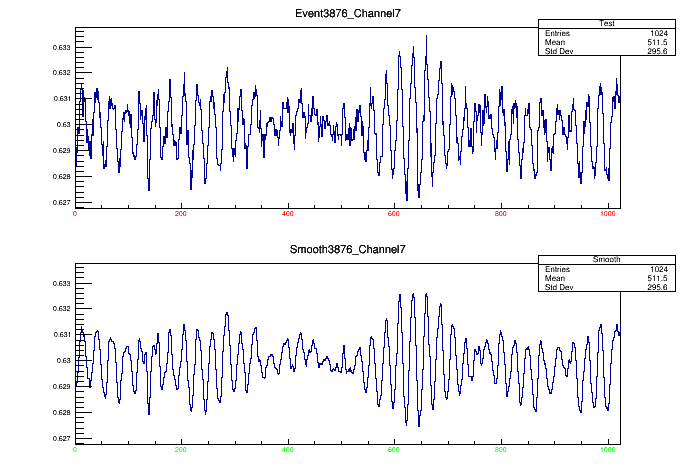 Event3876_Channel7
Test
Entries 1024
Mean 511.5
Std Dev 295.6
0.633
0.632
0.631
0.63
0.629
0.628
0.627
0 200 400 600 800 1000
Smooth3876_Channel7
Smooth
Entries 1024
Mean 511.5
Std Dev 295.6
0.633
0.632
0.631
0.63
0.629
0.628
0.627
0 200 400 600 800 1000